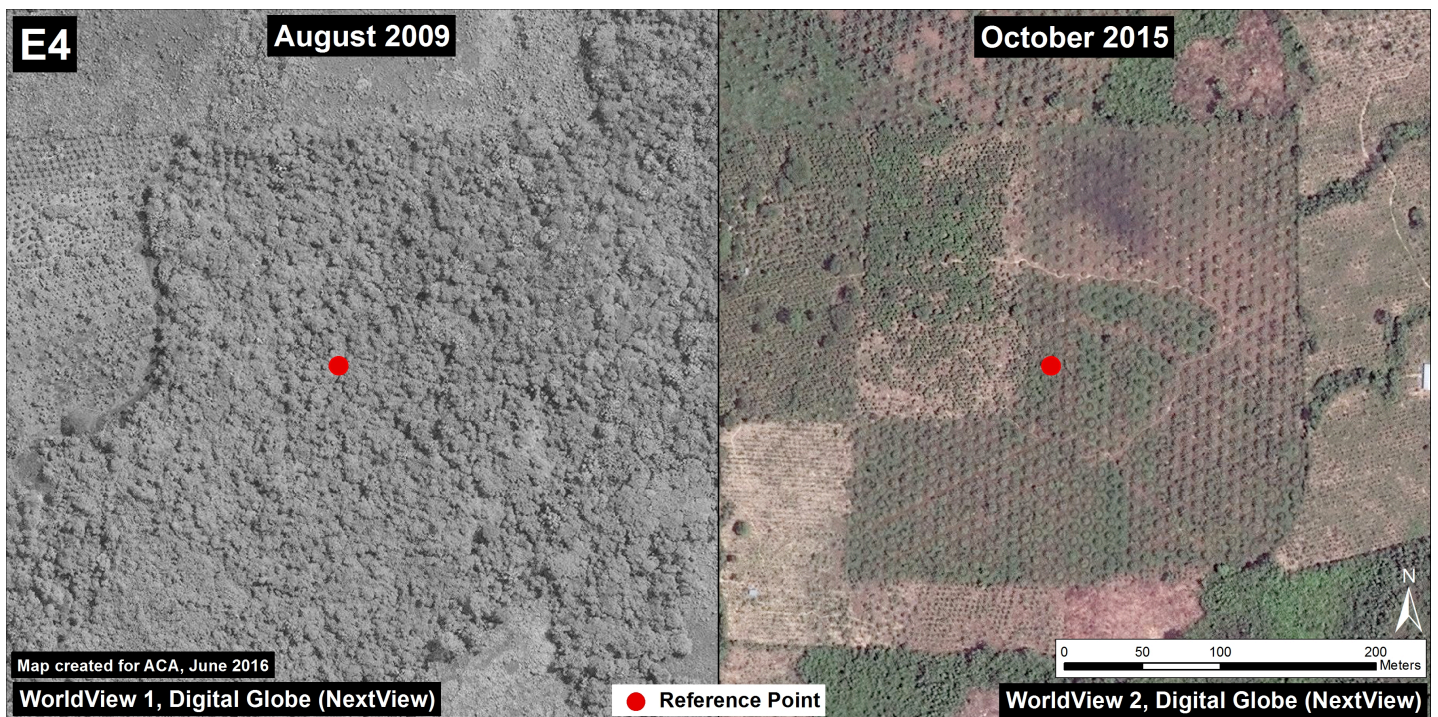 E4
August 2009
October 2015
N
0 50 100 200
Meters
Map created for ACA, June 2016
WorldView 1, Digital Globe (NextView)
Reference Point
WorldView 2, Digital Globe (NextView)